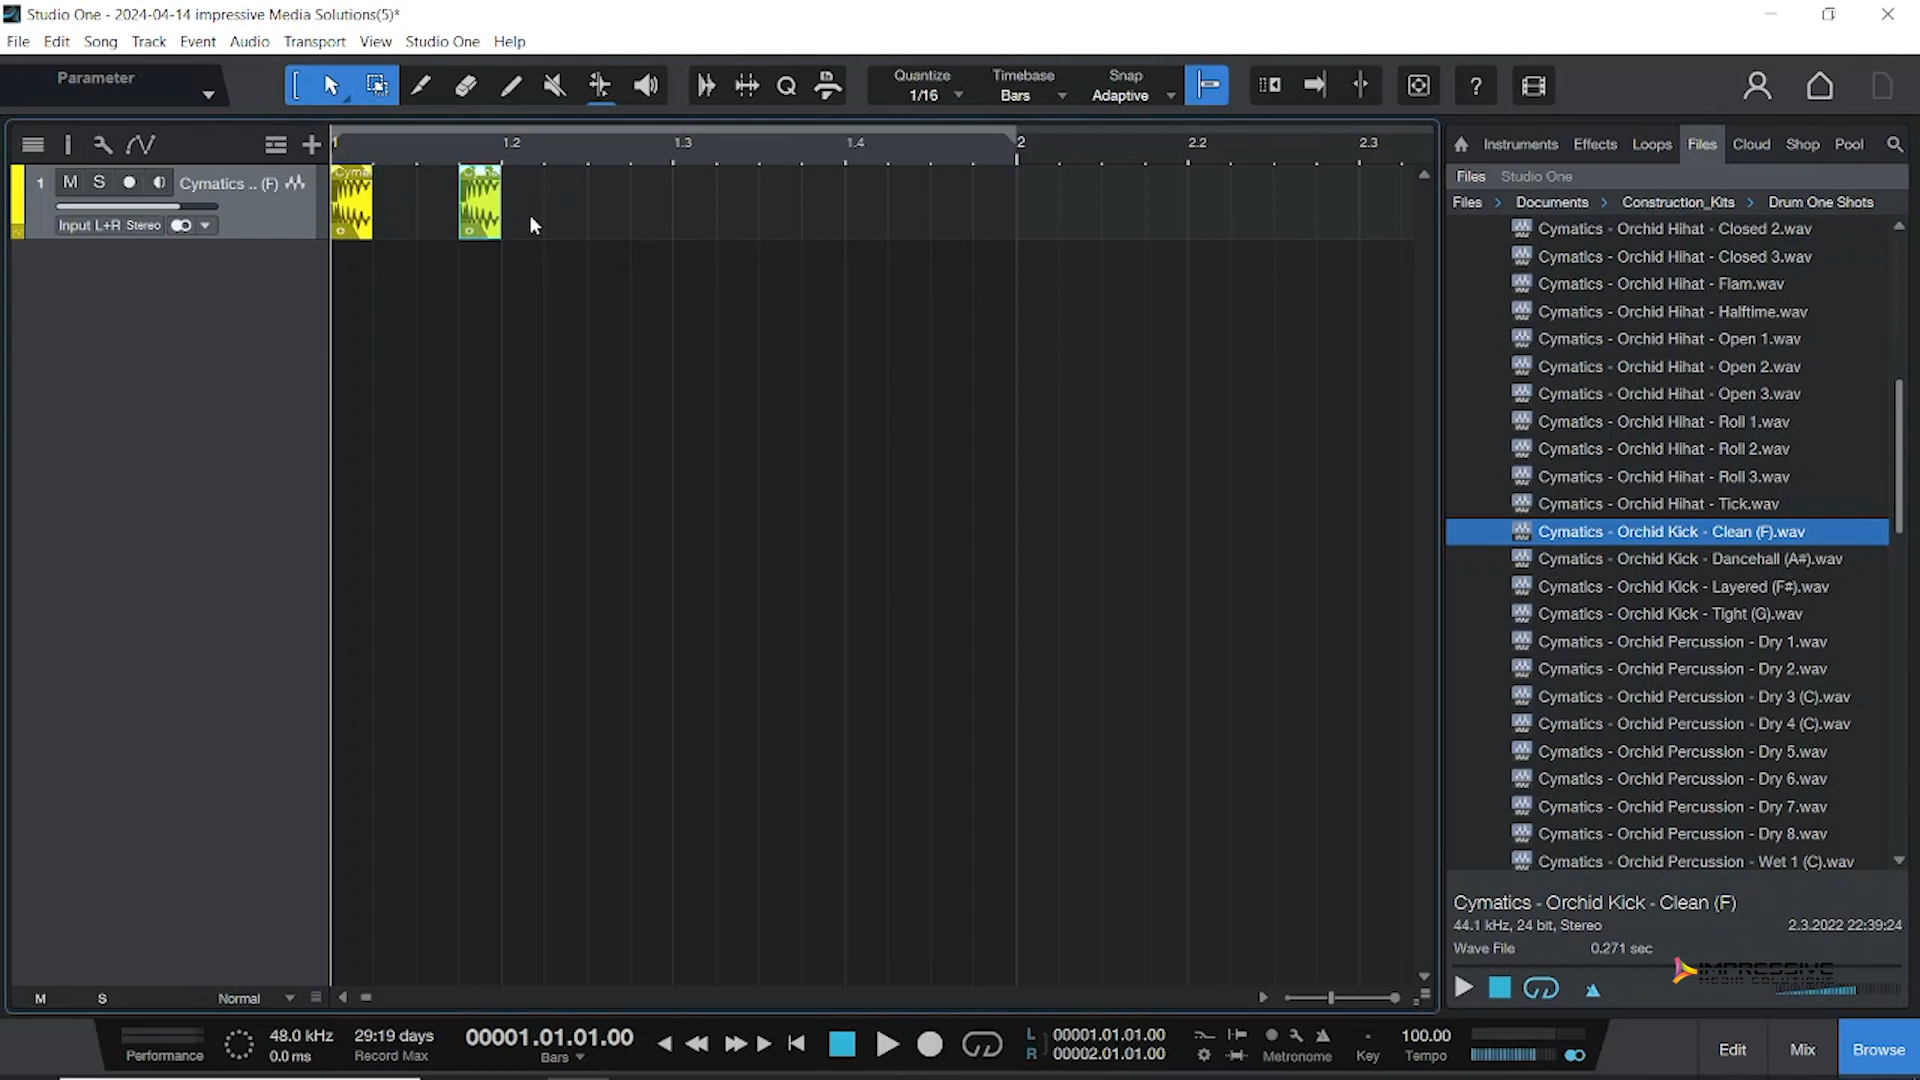 Studio One - 2024-04-14 impressive Media Solutions(5)*
File Edit Song Track Event Audio Transport View Studio One Help
Parameter
Quantize
1/16
Timebase
Bars
Snap
Adaptive
Q
?
1 1.2 1.3 1.4 2 2.2 2.3
1 M S Cymatics .. (F)
Input L+R Stereo
Instruments Effects Loops Files Cloud Shop Pool
Files Studio One
Files > Documents > Construction_Kits > Drum One Shots
Cymatics - Orchid Hihat - Closed 2.wav
Cymatics - Orchid Hihat - Closed 3.wav
Cymatics - Orchid Hihat - Flam.wav
Cymatics - Orchid Hihat - Halftime.wav
Cymatics - Orchid Hihat - Open 1.wav
Cymatics - Orchid Hihat - Open 2.wav
Cymatics - Orchid Hihat - Open 3.wav
Cymatics - Orchid Hihat - Roll 1.wav
Cymatics - Orchid Hihat - Roll 2.wav
Cymatics - Orchid Hihat - Roll 3.wav
Cymatics - Orchid Hihat - Tick.wav
Cymatics - Orchid Kick - Clean (F).wav
Cymatics - Orchid Kick - Dancehall (A#).wav
Cymatics - Orchid Kick - Layered (F#).wav
Cymatics - Orchid Kick - Tight (G).wav
Cymatics - Orchid Percussion - Dry 1.wav
Cymatics - Orchid Percussion - Dry 2.wav
Cymatics - Orchid Percussion - Dry 3 (C).wav
Cymatics - Orchid Percussion - Dry 4 (C).wav
Cymatics - Orchid Percussion - Dry 5.wav
Cymatics - Orchid Percussion - Dry 6.wav
Cymatics - Orchid Percussion - Dry 7.wav
Cymatics - Orchid Percussion - Dry 8.wav
Cymatics - Orchid Percussion - Wet 1 (C).wav
Cymatics - Orchid Kick - Clean (F)
44.1 kHz, 24 bit, Stereo 2.3.2022 22:39:24
Wave File 0.271 sec
IMPRESSIVE
MEDIA SOLUTIONS
M S Normal
Performance
48.0 kHz
0.0 ms
29:19 days
Record Max
00001.01.01.00
Bars
L 00001.01.01.00
R 00002.01.01.00
Metronome
-
Key
100.00
Tempo
Edit Mix Browse